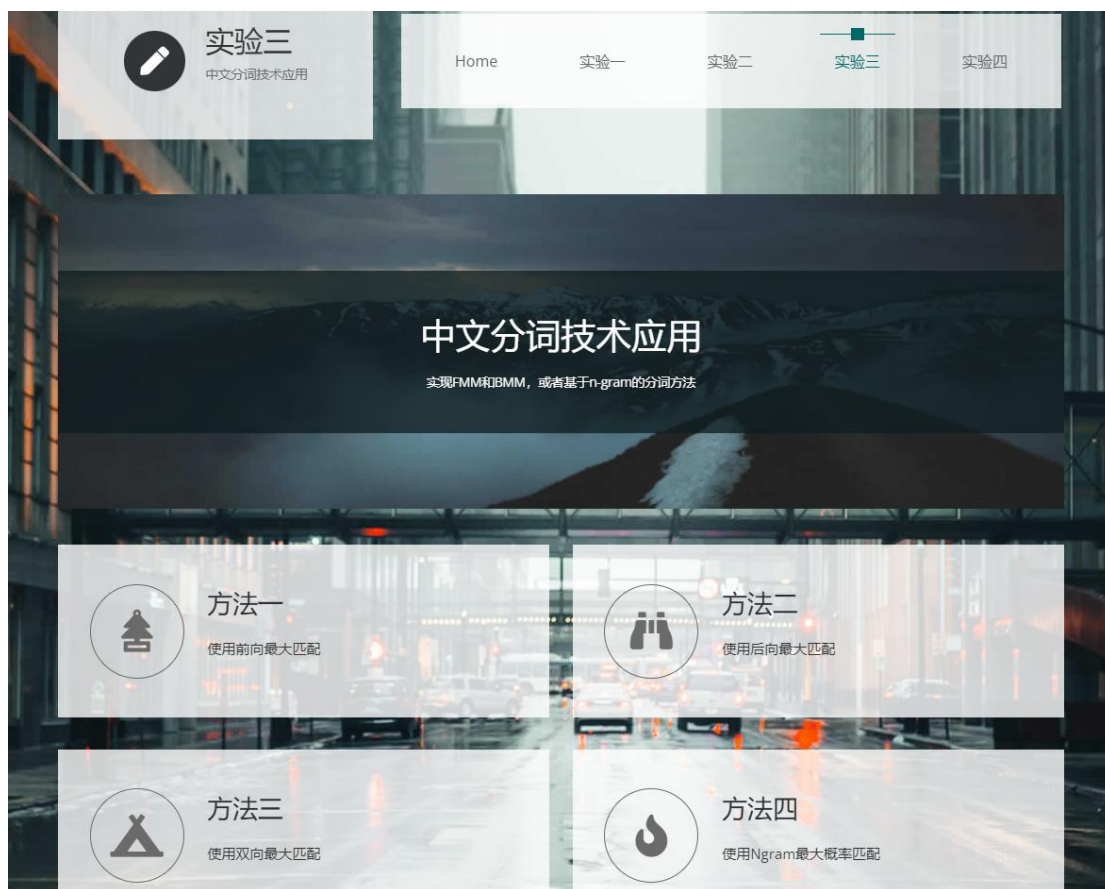 实验三
中文分词技术应用
Home 实验一 实验二 实验三 实验四
中文分词技术应用
实现FMM和BMM，或者基于n-gram的分词方法
方法一
使用前向最大匹配
方法二
使用后向最大匹配
方法三
使用双向最大匹配
方法四
使用Ngram最大概率匹配